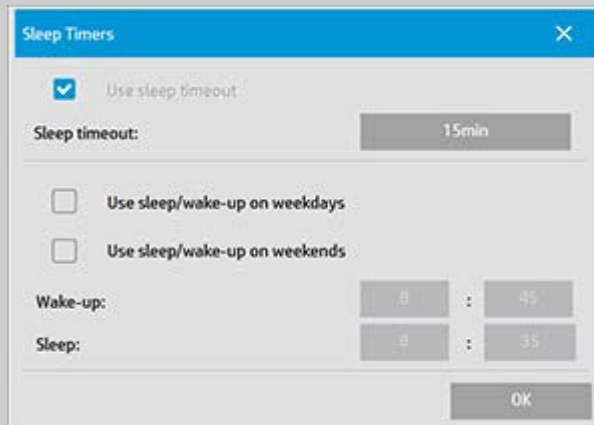 Sleep Timers
Use sleep timeout
Sleep timeout: 15min
Use sleep/wake-up on weekdays
Use sleep/wake-up on weekends
Wake-up: 8 : 45
Sleep: 8 : 35
OK